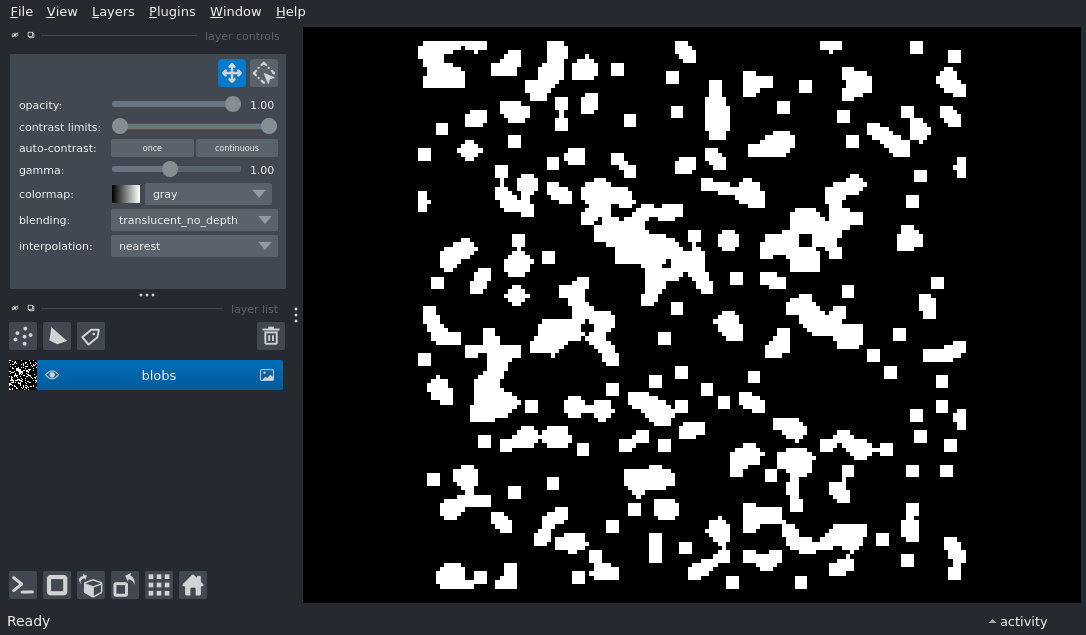 File View Layers Plugins Window Help
layer controls
opacity: 1.00
contrast limits:
auto-contrast: once continuous
gamma: 1.00
colormap: gray
blending: translucent_no_depth
interpolation: nearest
layer list
blobs
Ready activity